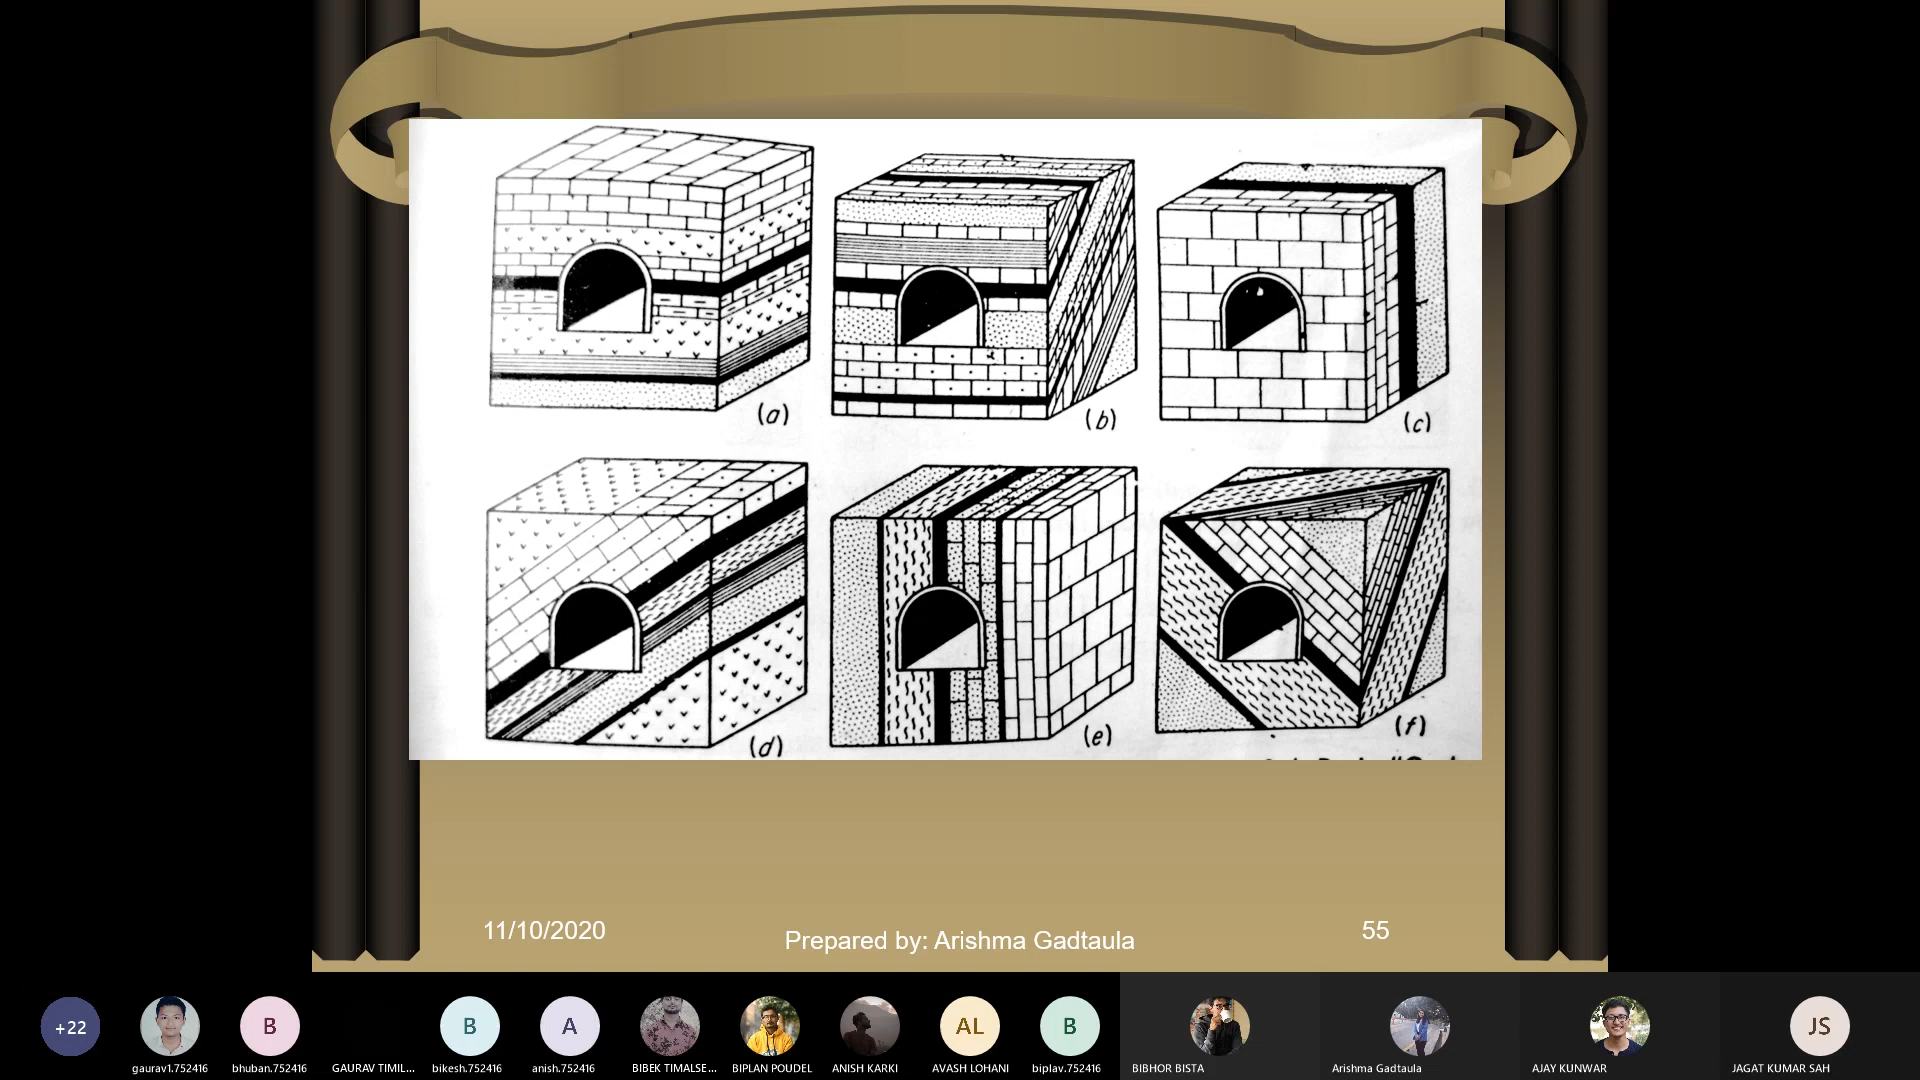 (a)
(b)
(c)
(d)
(e)
(f)
11/10/2020
Prepared by: Arishma Gadtaula
55
+22
gaurav1.752416
B
bhuban.752416
GAURAV TIMIL...
B
bikesh.752416
A
anish.752416
BIBEK TIMALSE...
BIPLAN POUDEL
ANISH KARKI
AL
AVASH LOHANI
B
biplav.752416
BIBHOR BISTA
Arishma Gadtaula
AJAY KUNWAR
JS
JAGAT KUMAR SAH